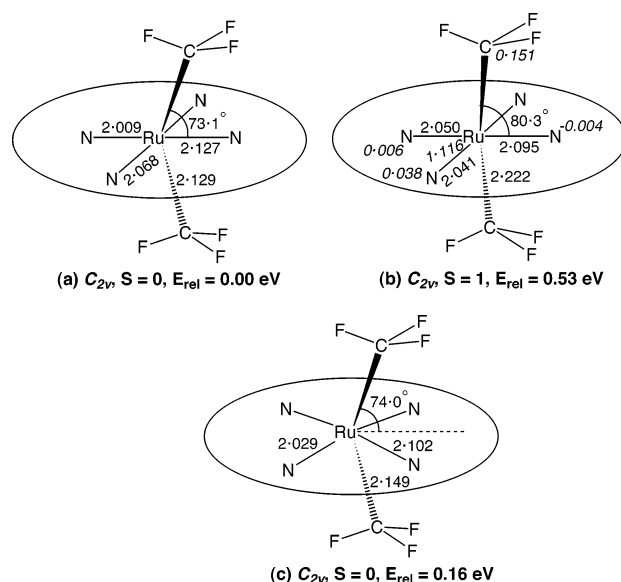 F F
C F
N
2·009 73·1°
N Ru N
2·127
N 2·068
2·129
C
F F
F
(a) C2v, S = 0, Erel = 0.00 eV
F F
C F
0·151
N
2·050 80·3°
N Ru N -0·004
0·006 1·116 2·095
0·038 N 2·041
2·222
C
F F
F
(b) C2v, S = 1, Erel = 0.53 eV
F F
C F
N 74·0° N
Ru
2·029 2·102
N N
2·149
C F
F F
(c) C2v, S = 0, Erel = 0.16 eV